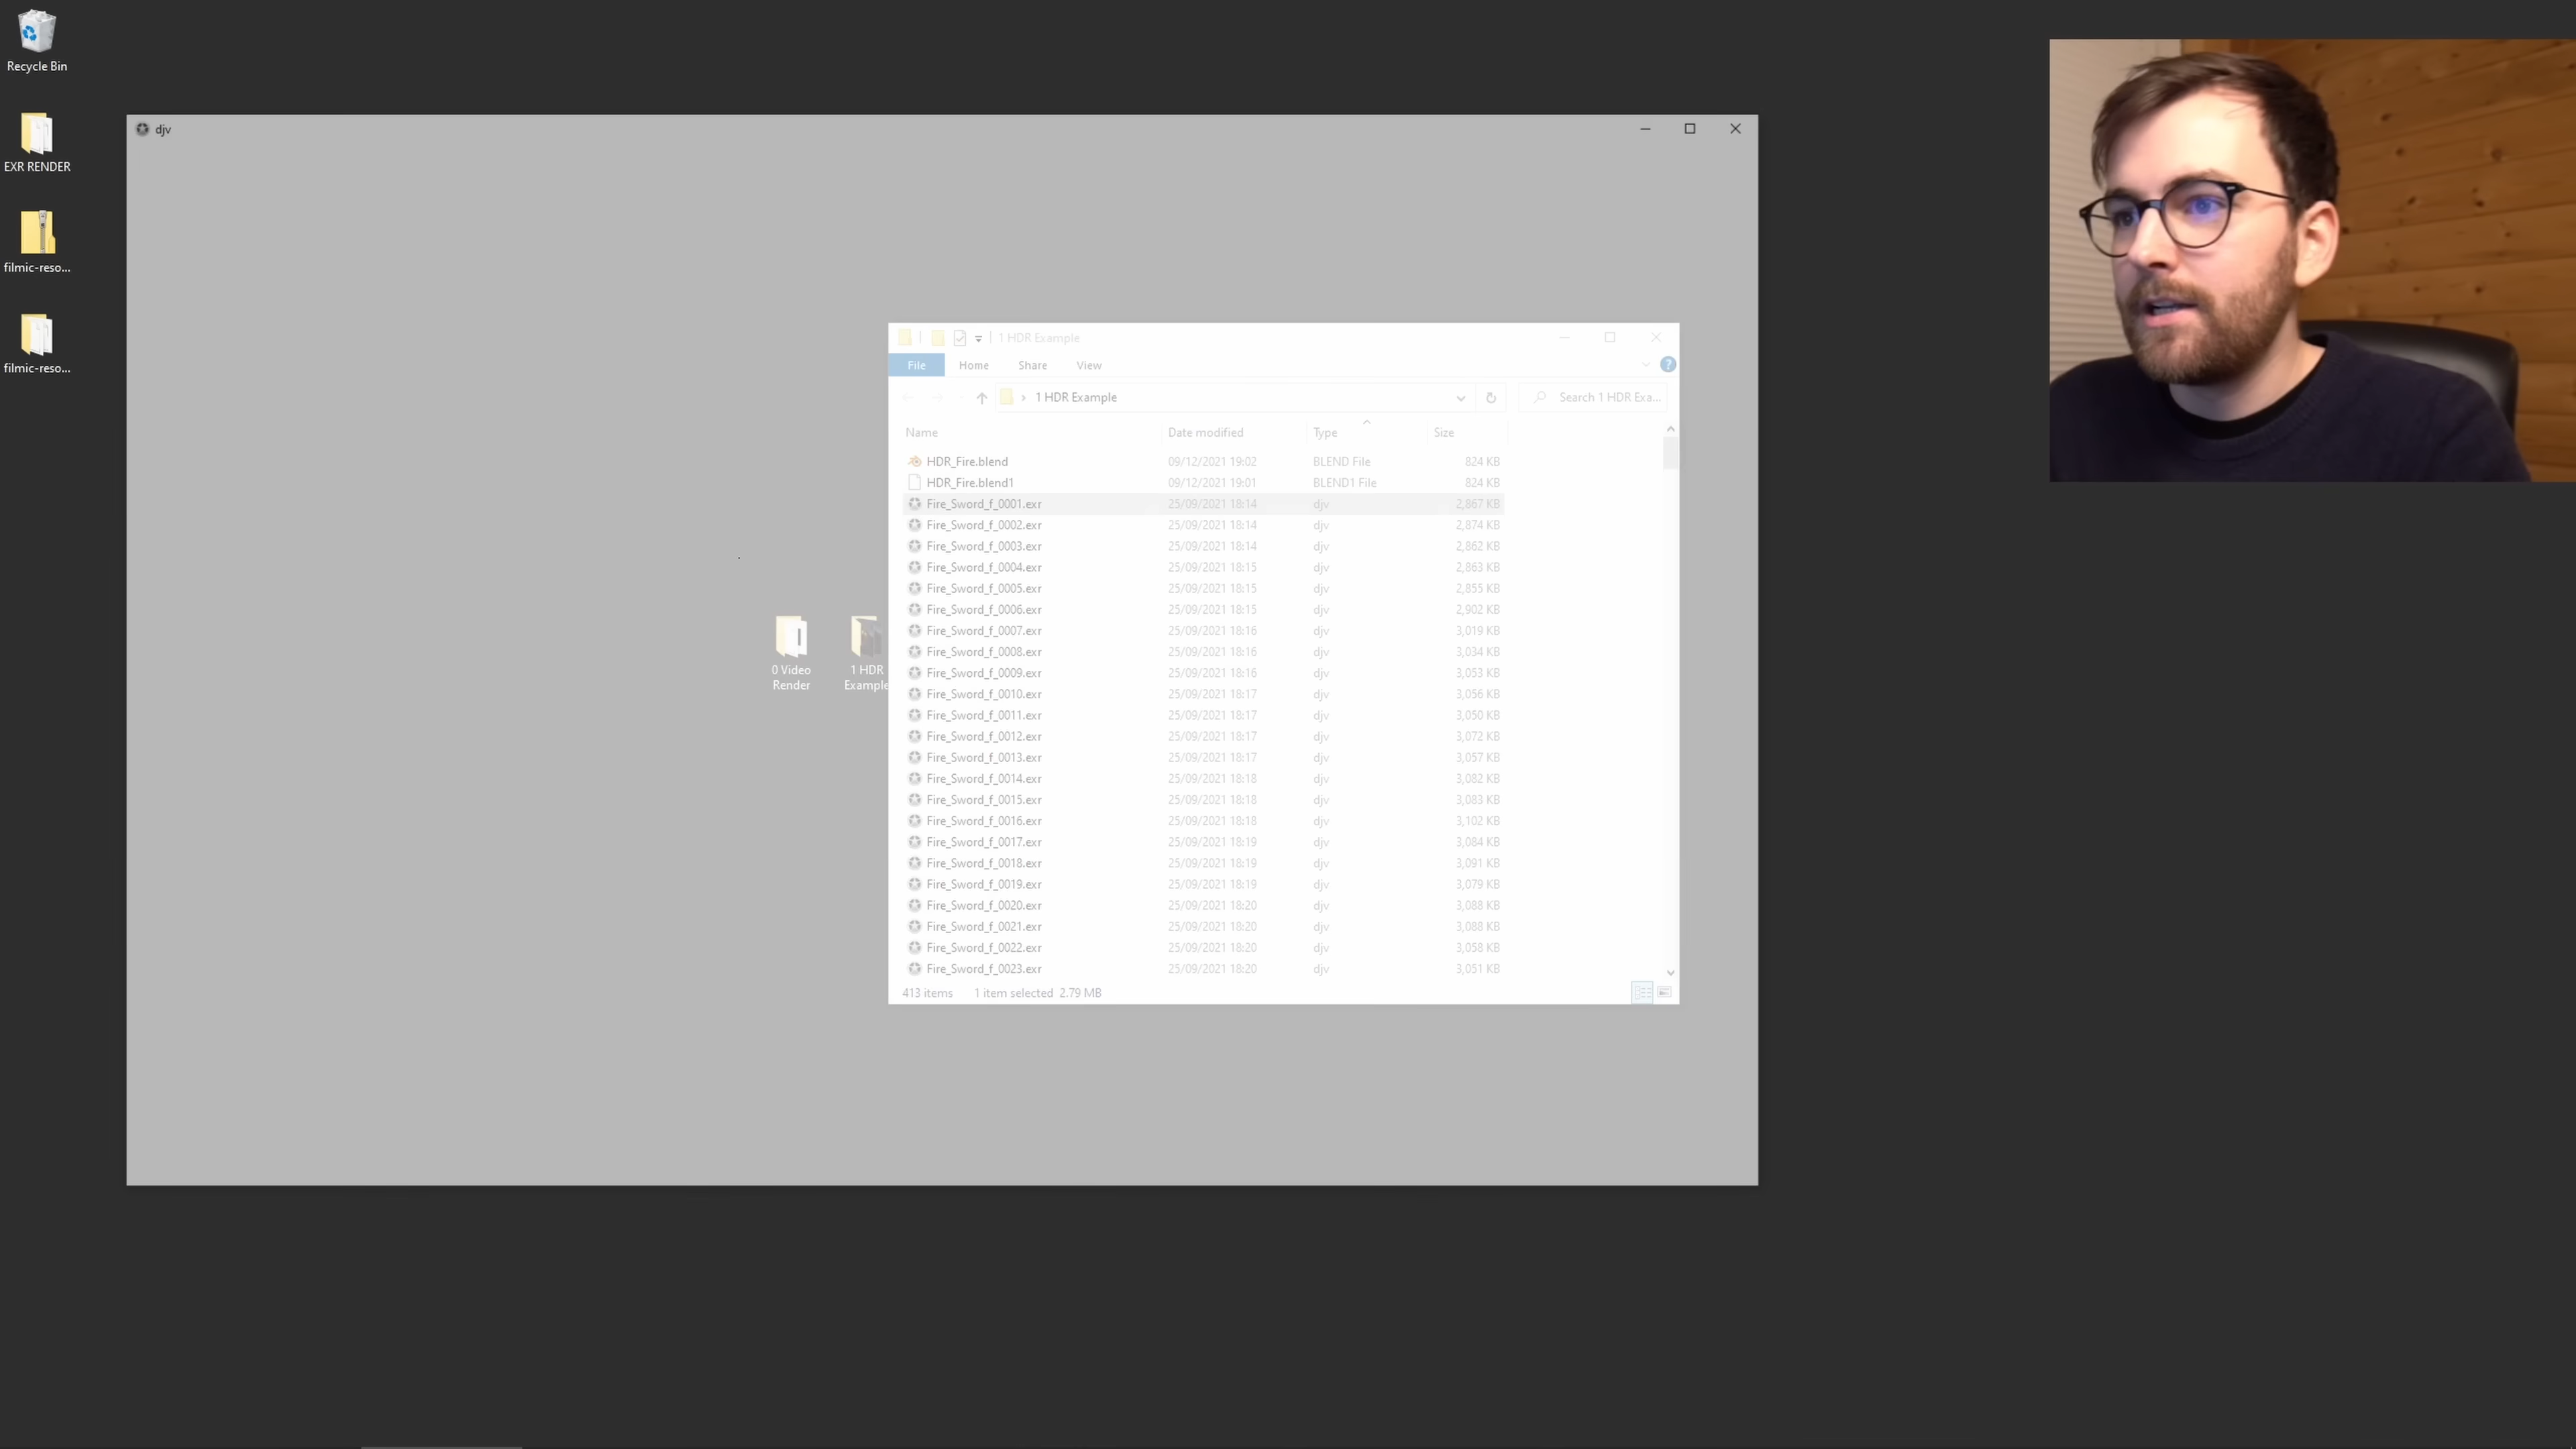 Recycle Bin
EXR RENDER
filmic-reso...
filmic-reso...
djv
0 Video
Render
1 HDR
Example
1 HDR Example
File Home Share View
1 HDR Example
Search 1 HDR Exa...
Name Date modified Type Size
HDR_Fire.blend 09/12/2021 19:02 BLEND File 824 KB
HDR_Fire.blend1 09/12/2021 19:01 BLEND1 File 824 KB
Fire_Sword_f_0001.exr 25/09/2021 18:14 djv 2,867 KB
Fire_Sword_f_0002.exr 25/09/2021 18:14 djv 2,874 KB
Fire_Sword_f_0003.exr 25/09/2021 18:14 djv 2,862 KB
Fire_Sword_f_0004.exr 25/09/2021 18:15 djv 2,863 KB
Fire_Sword_f_0005.exr 25/09/2021 18:15 djv 2,855 KB
Fire_Sword_f_0006.exr 25/09/2021 18:15 djv 2,902 KB
Fire_Sword_f_0007.exr 25/09/2021 18:16 djv 3,019 KB
Fire_Sword_f_0008.exr 25/09/2021 18:16 djv 3,034 KB
Fire_Sword_f_0009.exr 25/09/2021 18:16 djv 3,053 KB
Fire_Sword_f_0010.exr 25/09/2021 18:17 djv 3,056 KB
Fire_Sword_f_0011.exr 25/09/2021 18:17 djv 3,050 KB
Fire_Sword_f_0012.exr 25/09/2021 18:17 djv 3,072 KB
Fire_Sword_f_0013.exr 25/09/2021 18:17 djv 3,057 KB
Fire_Sword_f_0014.exr 25/09/2021 18:18 djv 3,082 KB
Fire_Sword_f_0015.exr 25/09/2021 18:18 djv 3,083 KB
Fire_Sword_f_0016.exr 25/09/2021 18:18 djv 3,102 KB
Fire_Sword_f_0017.exr 25/09/2021 18:19 djv 3,084 KB
Fire_Sword_f_0018.exr 25/09/2021 18:19 djv 3,091 KB
Fire_Sword_f_0019.exr 25/09/2021 18:19 djv 3,079 KB
Fire_Sword_f_0020.exr 25/09/2021 18:20 djv 3,088 KB
Fire_Sword_f_0021.exr 25/09/2021 18:20 djv 3,088 KB
Fire_Sword_f_0022.exr 25/09/2021 18:20 djv 3,058 KB
Fire_Sword_f_0023.exr 25/09/2021 18:20 djv 3,051 KB
413 items 1 item selected 2.79 MB